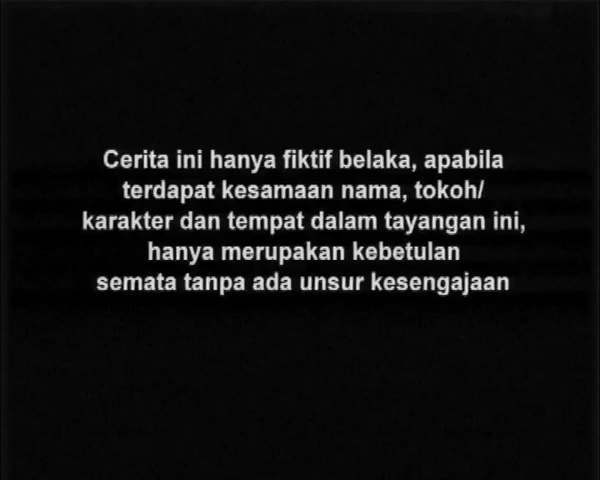 Cerita ini hanya fiktif belaka, apabila
terdapat kesamaan nama, tokoh/
karakter dan tempat dalam tayangan ini,
hanya merupakan kebetulan
semata tanpa ada unsur kesengajaan